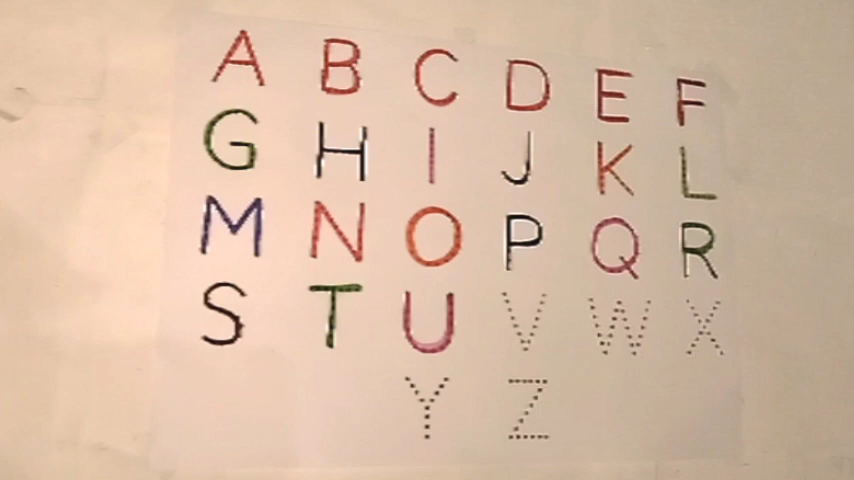 A B C D E F
G H I J K L
M N O P Q R
S T U V W X
Y Z